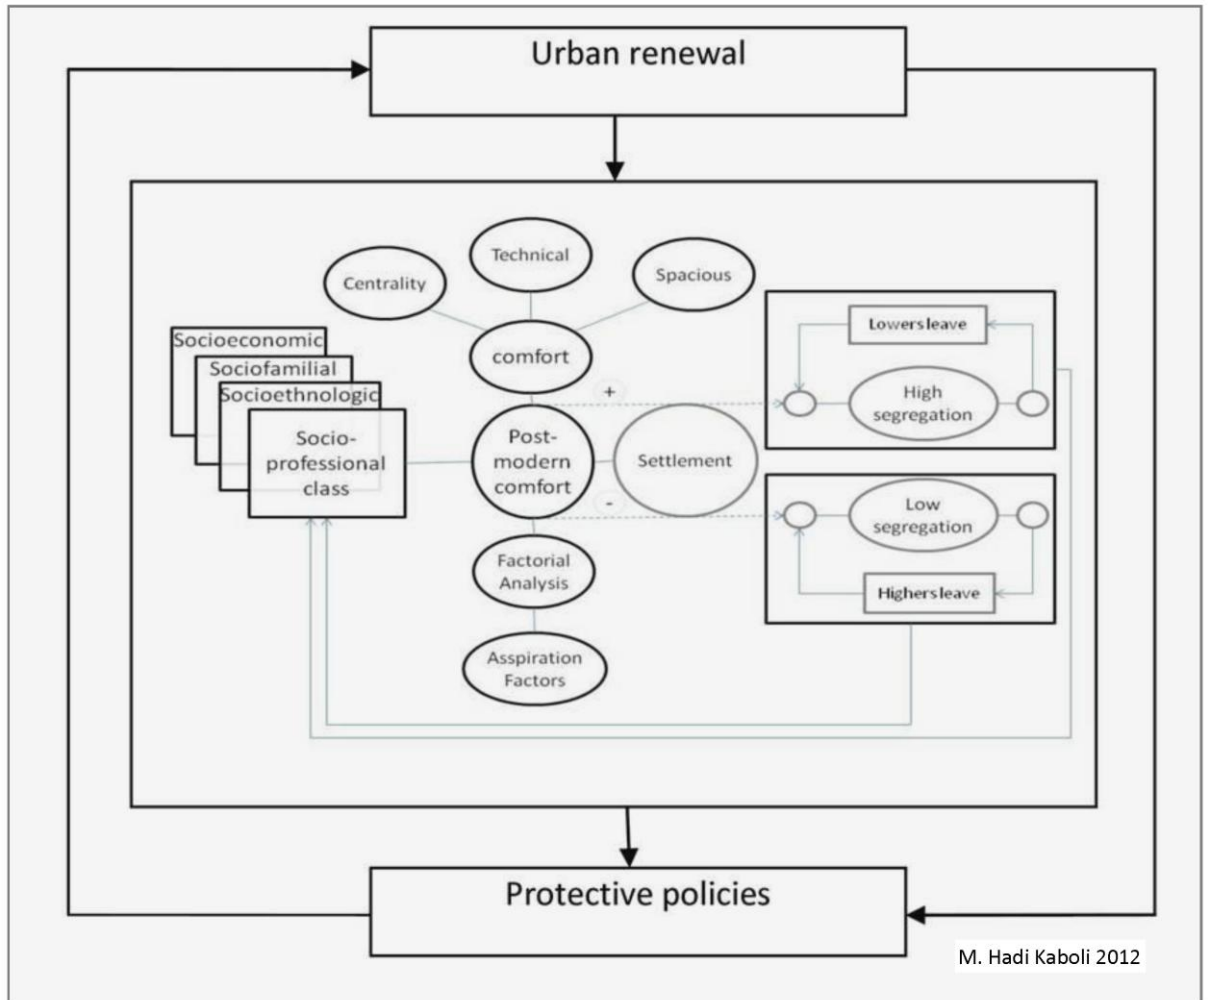 Urban renewal
Technical
Centrality
Spacious
comfort
Socioeconomic
Sociofamilial
Socioethnologic
Socio-
professional
class
Post-
modern
comfort
+
-
Settlement
Lowers leave
High
segregation
Low
segregation
Highers leave
Factorial
Analysis
Asspiration
Factors
Protective policies
M. Hadi Kaboli 2012